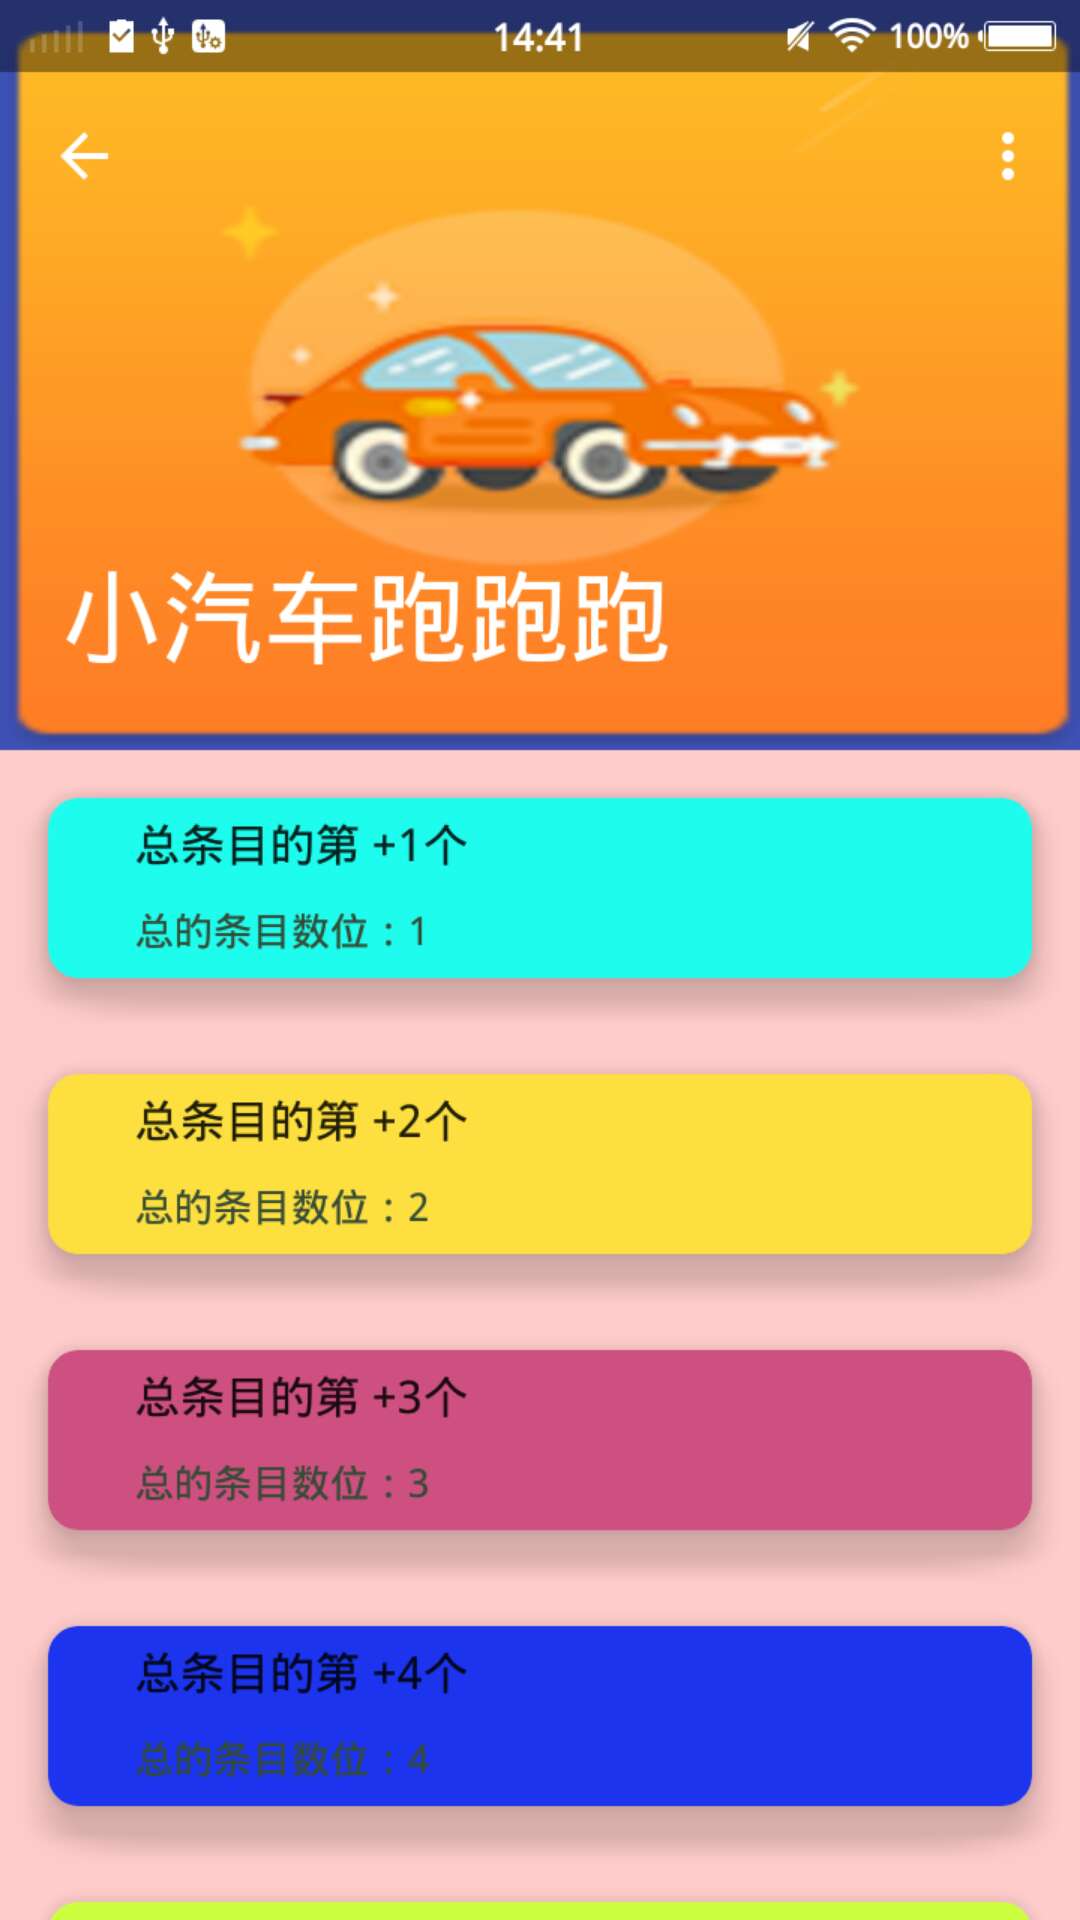 14:41
100%
小汽车跑跑跑
总条目的第 +1个
总的条目数位：1
总条目的第 +2个
总的条目数位：2
总条目的第 +3个
总的条目数位：3
总条目的第 +4个
总的条目数位：4